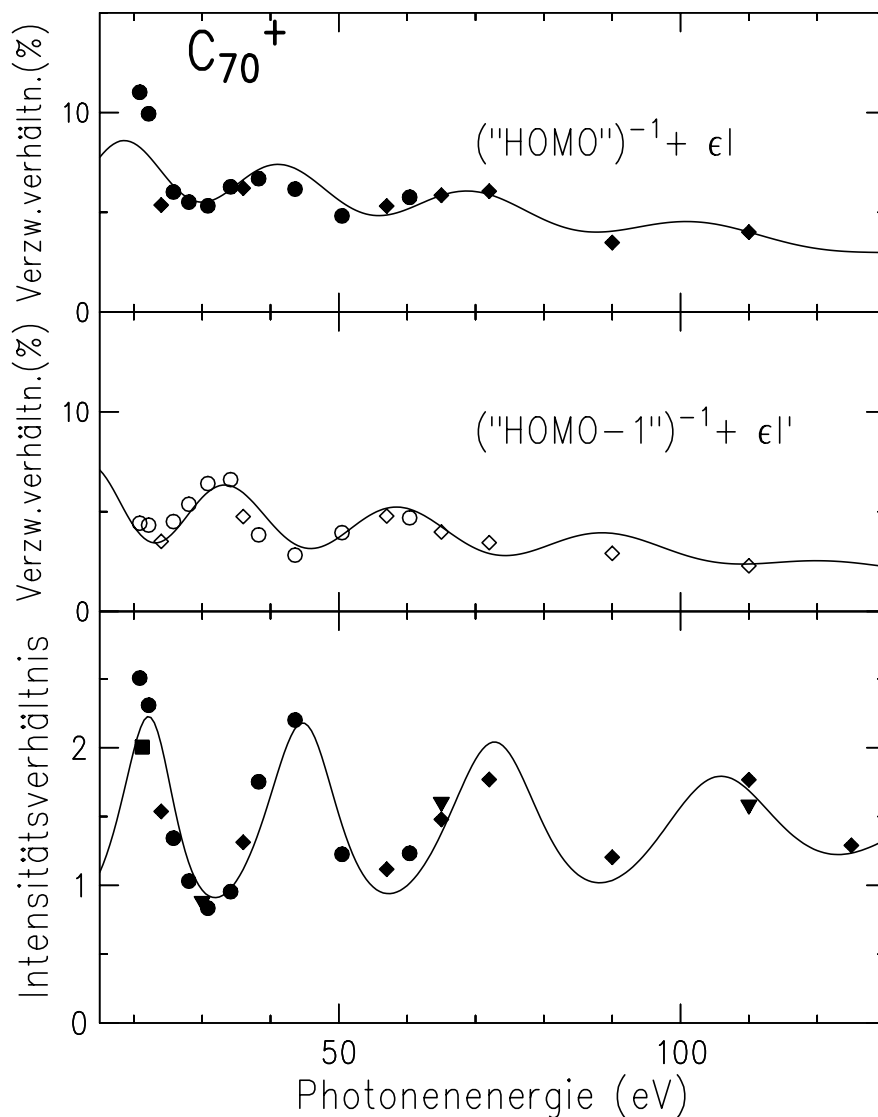 C70+
Verzw.verhältn.(%)
10
0
("HOMO")−1+ ϵl
Verzw.verhältn.(%)
10
0
("HOMO−1")−1+ ϵl'
Intensitätsverhältnis
2
1
0
50
100
Photonenenergie (eV)